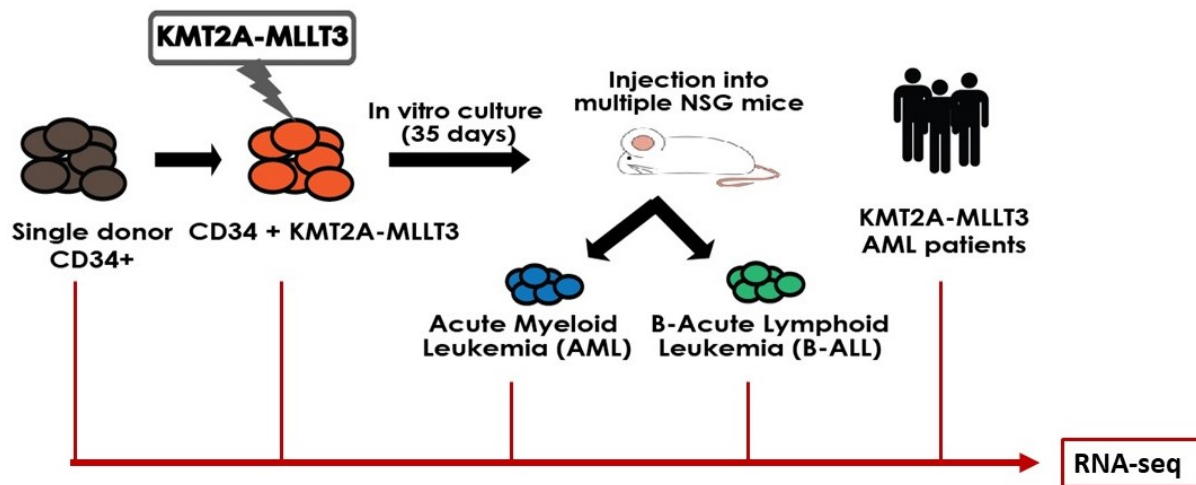 KMT2A-MLLT3
In vitro culture
(35 days)
Injection into
multiple NSG mice
Single donor
CD34+
CD34 + KMT2A-MLLT3
KMT2A-MLLT3
AML patients
Acute Myeloid
Leukemia (AML)
B-Acute Lymphoid
Leukemia (B-ALL)
RNA-seq